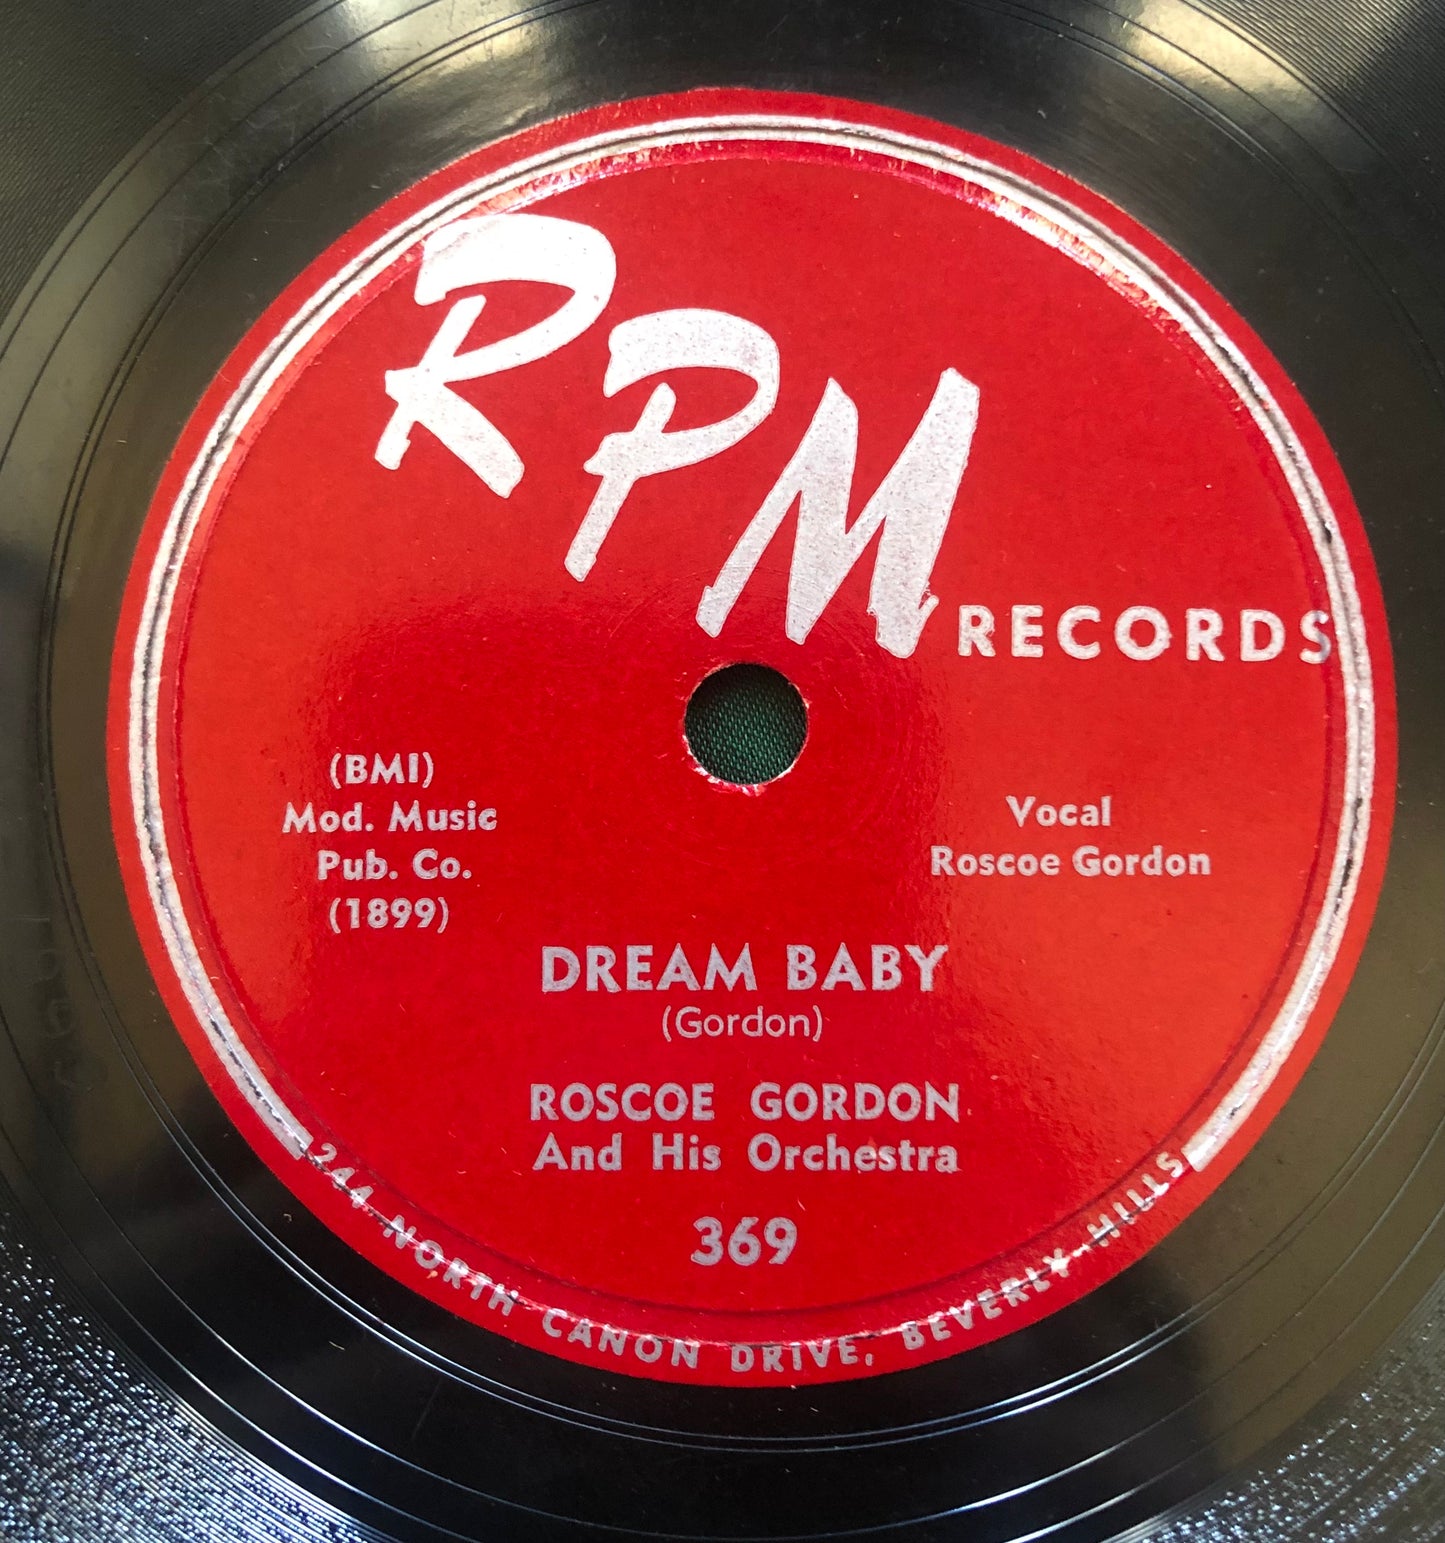 RPM RECORDS
(BMI)
Mod. Music
Pub. Co.
(1899)
Vocal
Roscoe Gordon
DREAM BABY
(Gordon)
ROSCOE GORDON
And His Orchestra
369
244 NORTH CANON DRIVE, BEVERLY HILLS